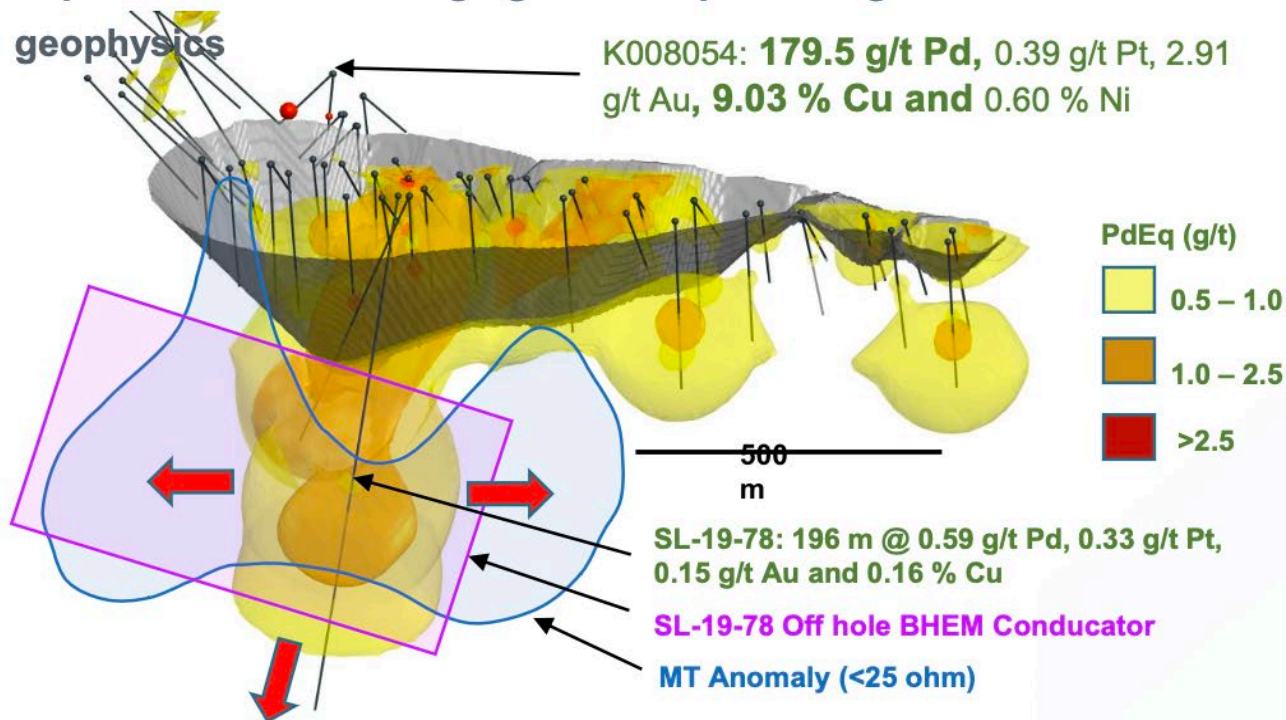 geophysics
K008054: 179.5 g/t Pd, 0.39 g/t Pt, 2.91
g/t Au, 9.03 % Cu and 0.60 % Ni
PdEq (g/t)
0.5 – 1.0
1.0 – 2.5
>2.5
500
m
SL-19-78: 196 m @ 0.59 g/t Pd, 0.33 g/t Pt,
0.15 g/t Au and 0.16 % Cu
SL-19-78 Off hole BHEM Conducator
MT Anomaly (<25 ohm)